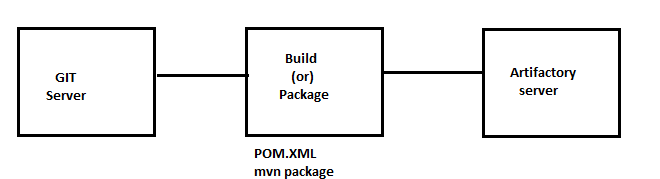 GIT
Server
Build
(or)
Package
Artifactory
server
POM.XML
mvn package